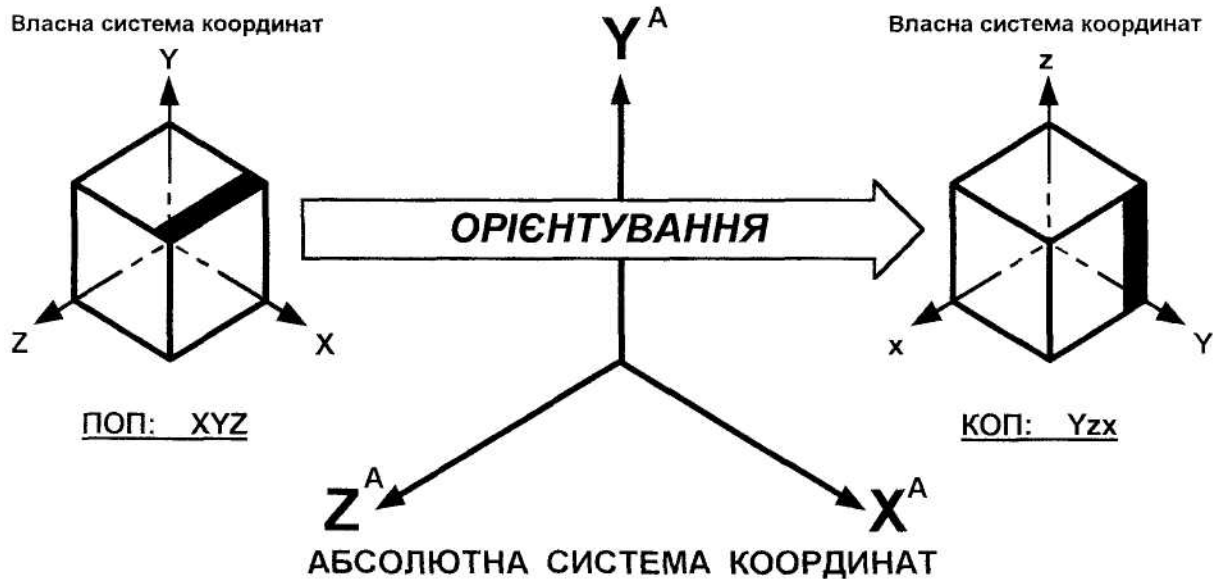 Власна система координат
Y
Z
X
ПОП: XYZ
Y^A
ОРІЄНТУВАННЯ
Z^A
X^A
АБСОЛЮТНА СИСТЕМА КООРДИНАТ
Власна система координат
z
x
Y
КОП: Yzx